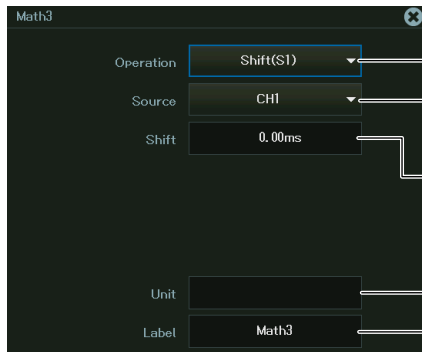 Math3
Operation Shift(S1)
Source CH1
Shift 0.00ms
Unit
Label Math3